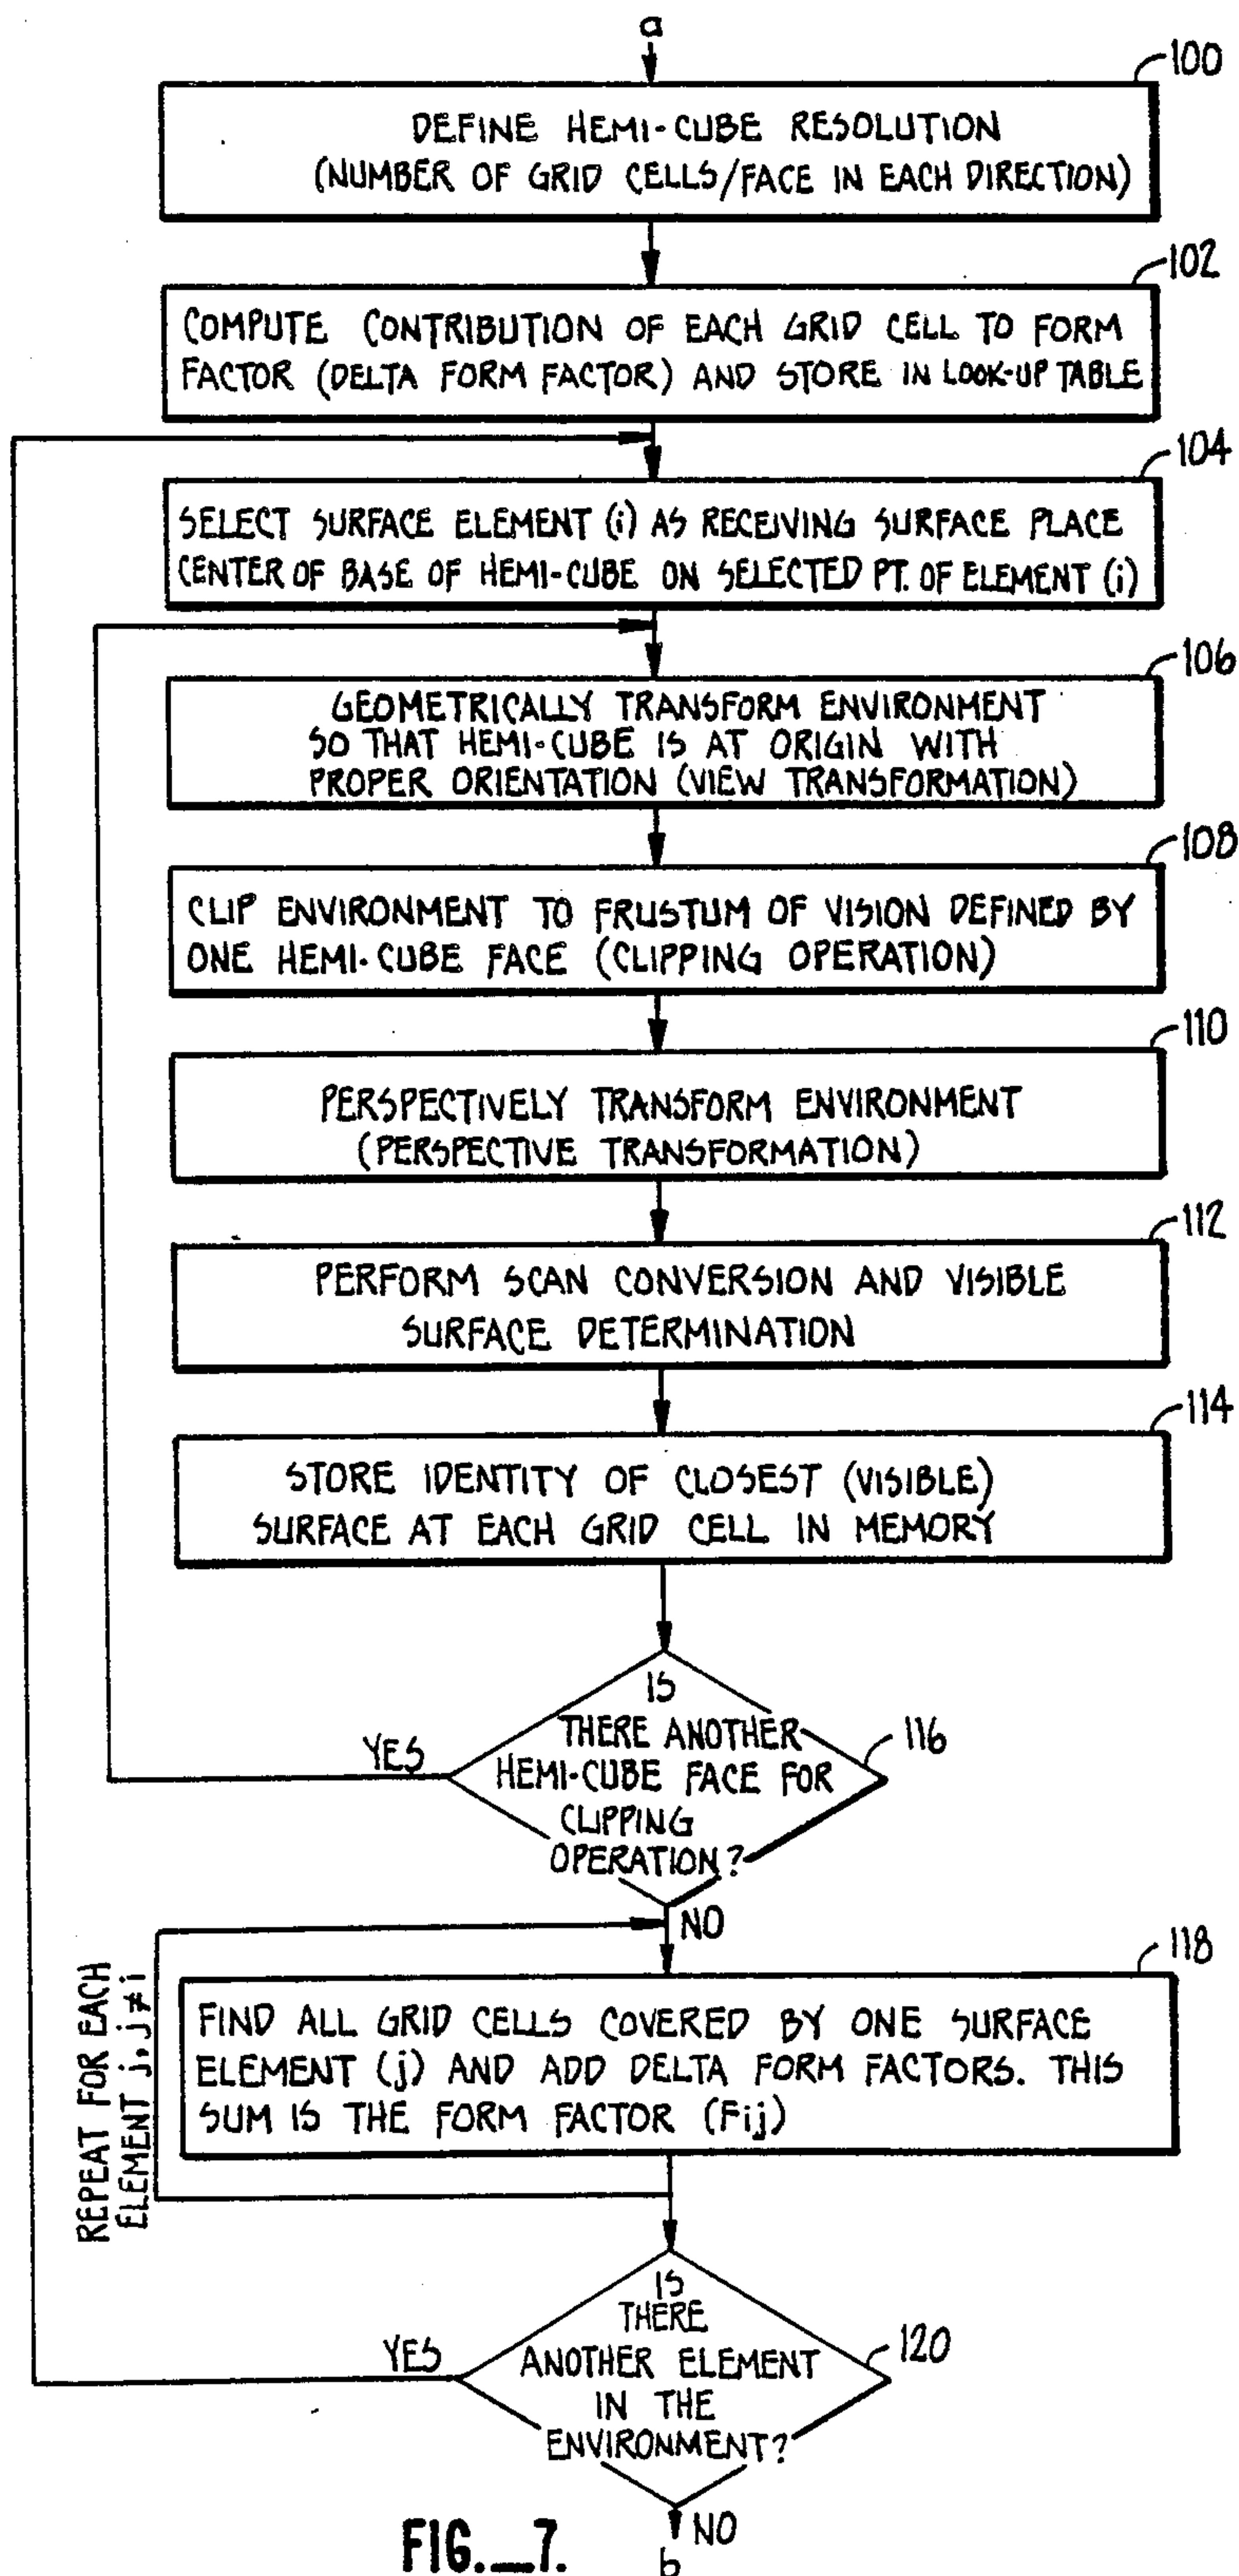 a
100
DEFINE HEMI-CUBE RESOLUTION
(NUMBER OF GRID CELLS/FACE IN EACH DIRECTION)
102
COMPUTE CONTRIBUTION OF EACH GRID CELL TO FORM
FACTOR (DELTA FORM FACTOR) AND STORE IN LOOK-UP TABLE
104
SELECT SURFACE ELEMENT (i) AS RECEIVING SURFACE PLACE
CENTER OF BASE OF HEMI-CUBE ON SELECTED PT. OF ELEMENT (i)
106
GEOMETRICALLY TRANSFORM ENVIRONMENT
SO THAT HEMI-CUBE IS AT ORIGIN WITH
PROPER ORIENTATION (VIEW TRANSFORMATION)
108
CLIP ENVIRONMENT TO FRUSTUM OF VISION DEFINED BY
ONE HEMI-CUBE FACE (CLIPPING OPERATION)
110
PERSPECTIVELY TRANSFORM ENVIRONMENT
(PERSPECTIVE TRANSFORMATION)
112
PERFORM SCAN CONVERSION AND VISIBLE
SURFACE DETERMINATION
114
STORE IDENTITY OF CLOSEST (VISIBLE)
SURFACE AT EACH GRID CELL IN MEMORY
IS
THERE ANOTHER
HEMI-CUBE FACE FOR
CLIPPING
OPERATION?
116
YES
NO
118
REPEAT FOR EACH
ELEMENT j, j ≠ i
FIND ALL GRID CELLS COVERED BY ONE SURFACE
ELEMENT (j) AND ADD DELTA FORM FACTORS. THIS
SUM IS THE FORM FACTOR (Fij)
IS
THERE
ANOTHER ELEMENT
IN THE
ENVIRONMENT?
120
YES
NO
b
FIG._7.